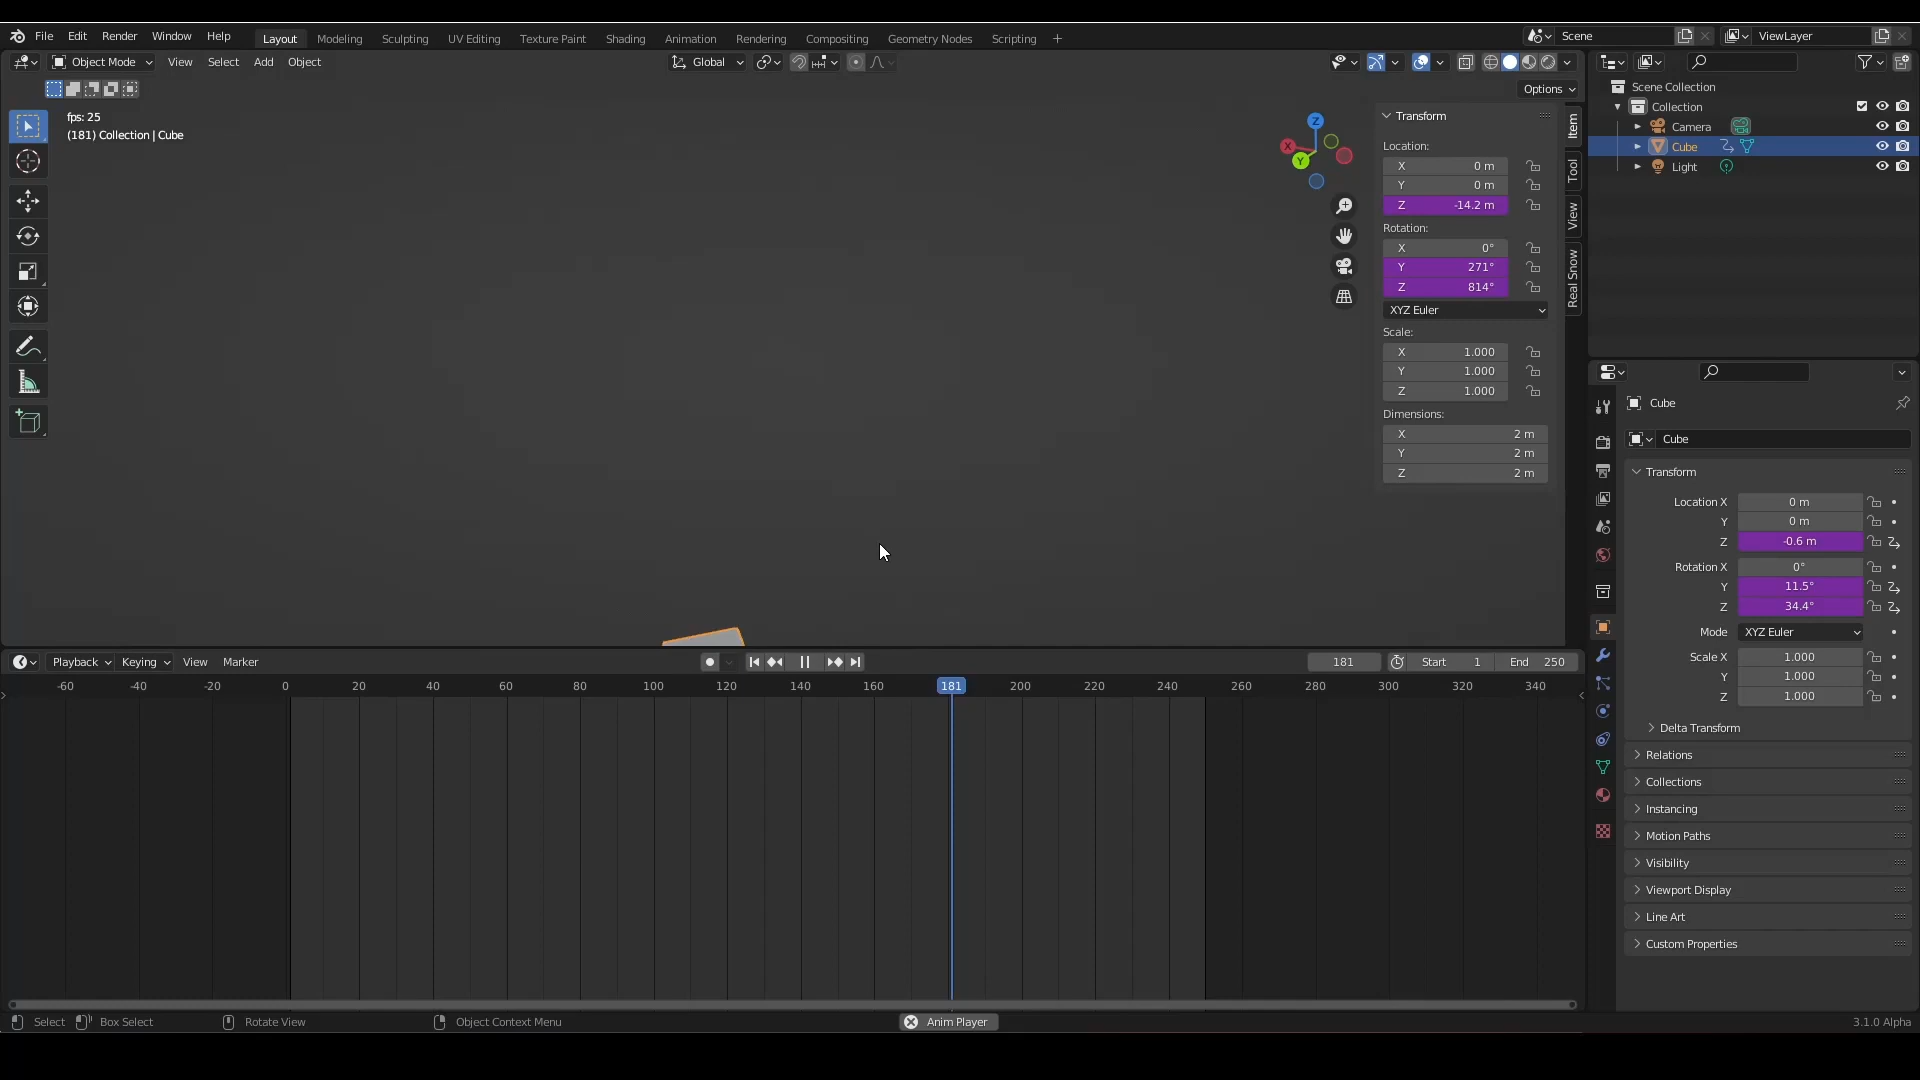 File Edit Render Window Help Layout Modeling Sculpting UV Editing Texture Paint Shading Animation Rendering Compositing Geometry Nodes Scripting + Scene ViewLayer
Object Mode View Select Add Object Global
Options
fps: 25
(181) Collection | Cube
Z
X
Y
Transform
Location:
X 0 m
Y 0 m
Z -14.2 m
Rotation:
X 0°
Y 271°
Z 814°
XYZ Euler
Scale:
X 1.000
Y 1.000
Z 1.000
Dimensions:
X 2 m
Y 2 m
Z 2 m
Item
Tool
View
Real Snow
Scene Collection
Collection
Camera
Cube
Light
Cube
Cube
Transform
Location X 0 m
Y 0 m
Z -0.6 m
Rotation X 0°
Y 11.5°
Z 34.4°
Mode XYZ Euler
Scale X 1.000
Y 1.000
Z 1.000
Delta Transform
Relations
Collections
Instancing
Motion Paths
Visibility
Viewport Display
Line Art
Custom Properties
Playback Keying View Marker 181 Start 1 End 250
-60 -40 -20 0 20 40 60 80 100 120 140 160 181 200 220 240 260 280 300 320 340
Select Box Select Rotate View Object Context Menu Anim Player 3.1.0 Alpha